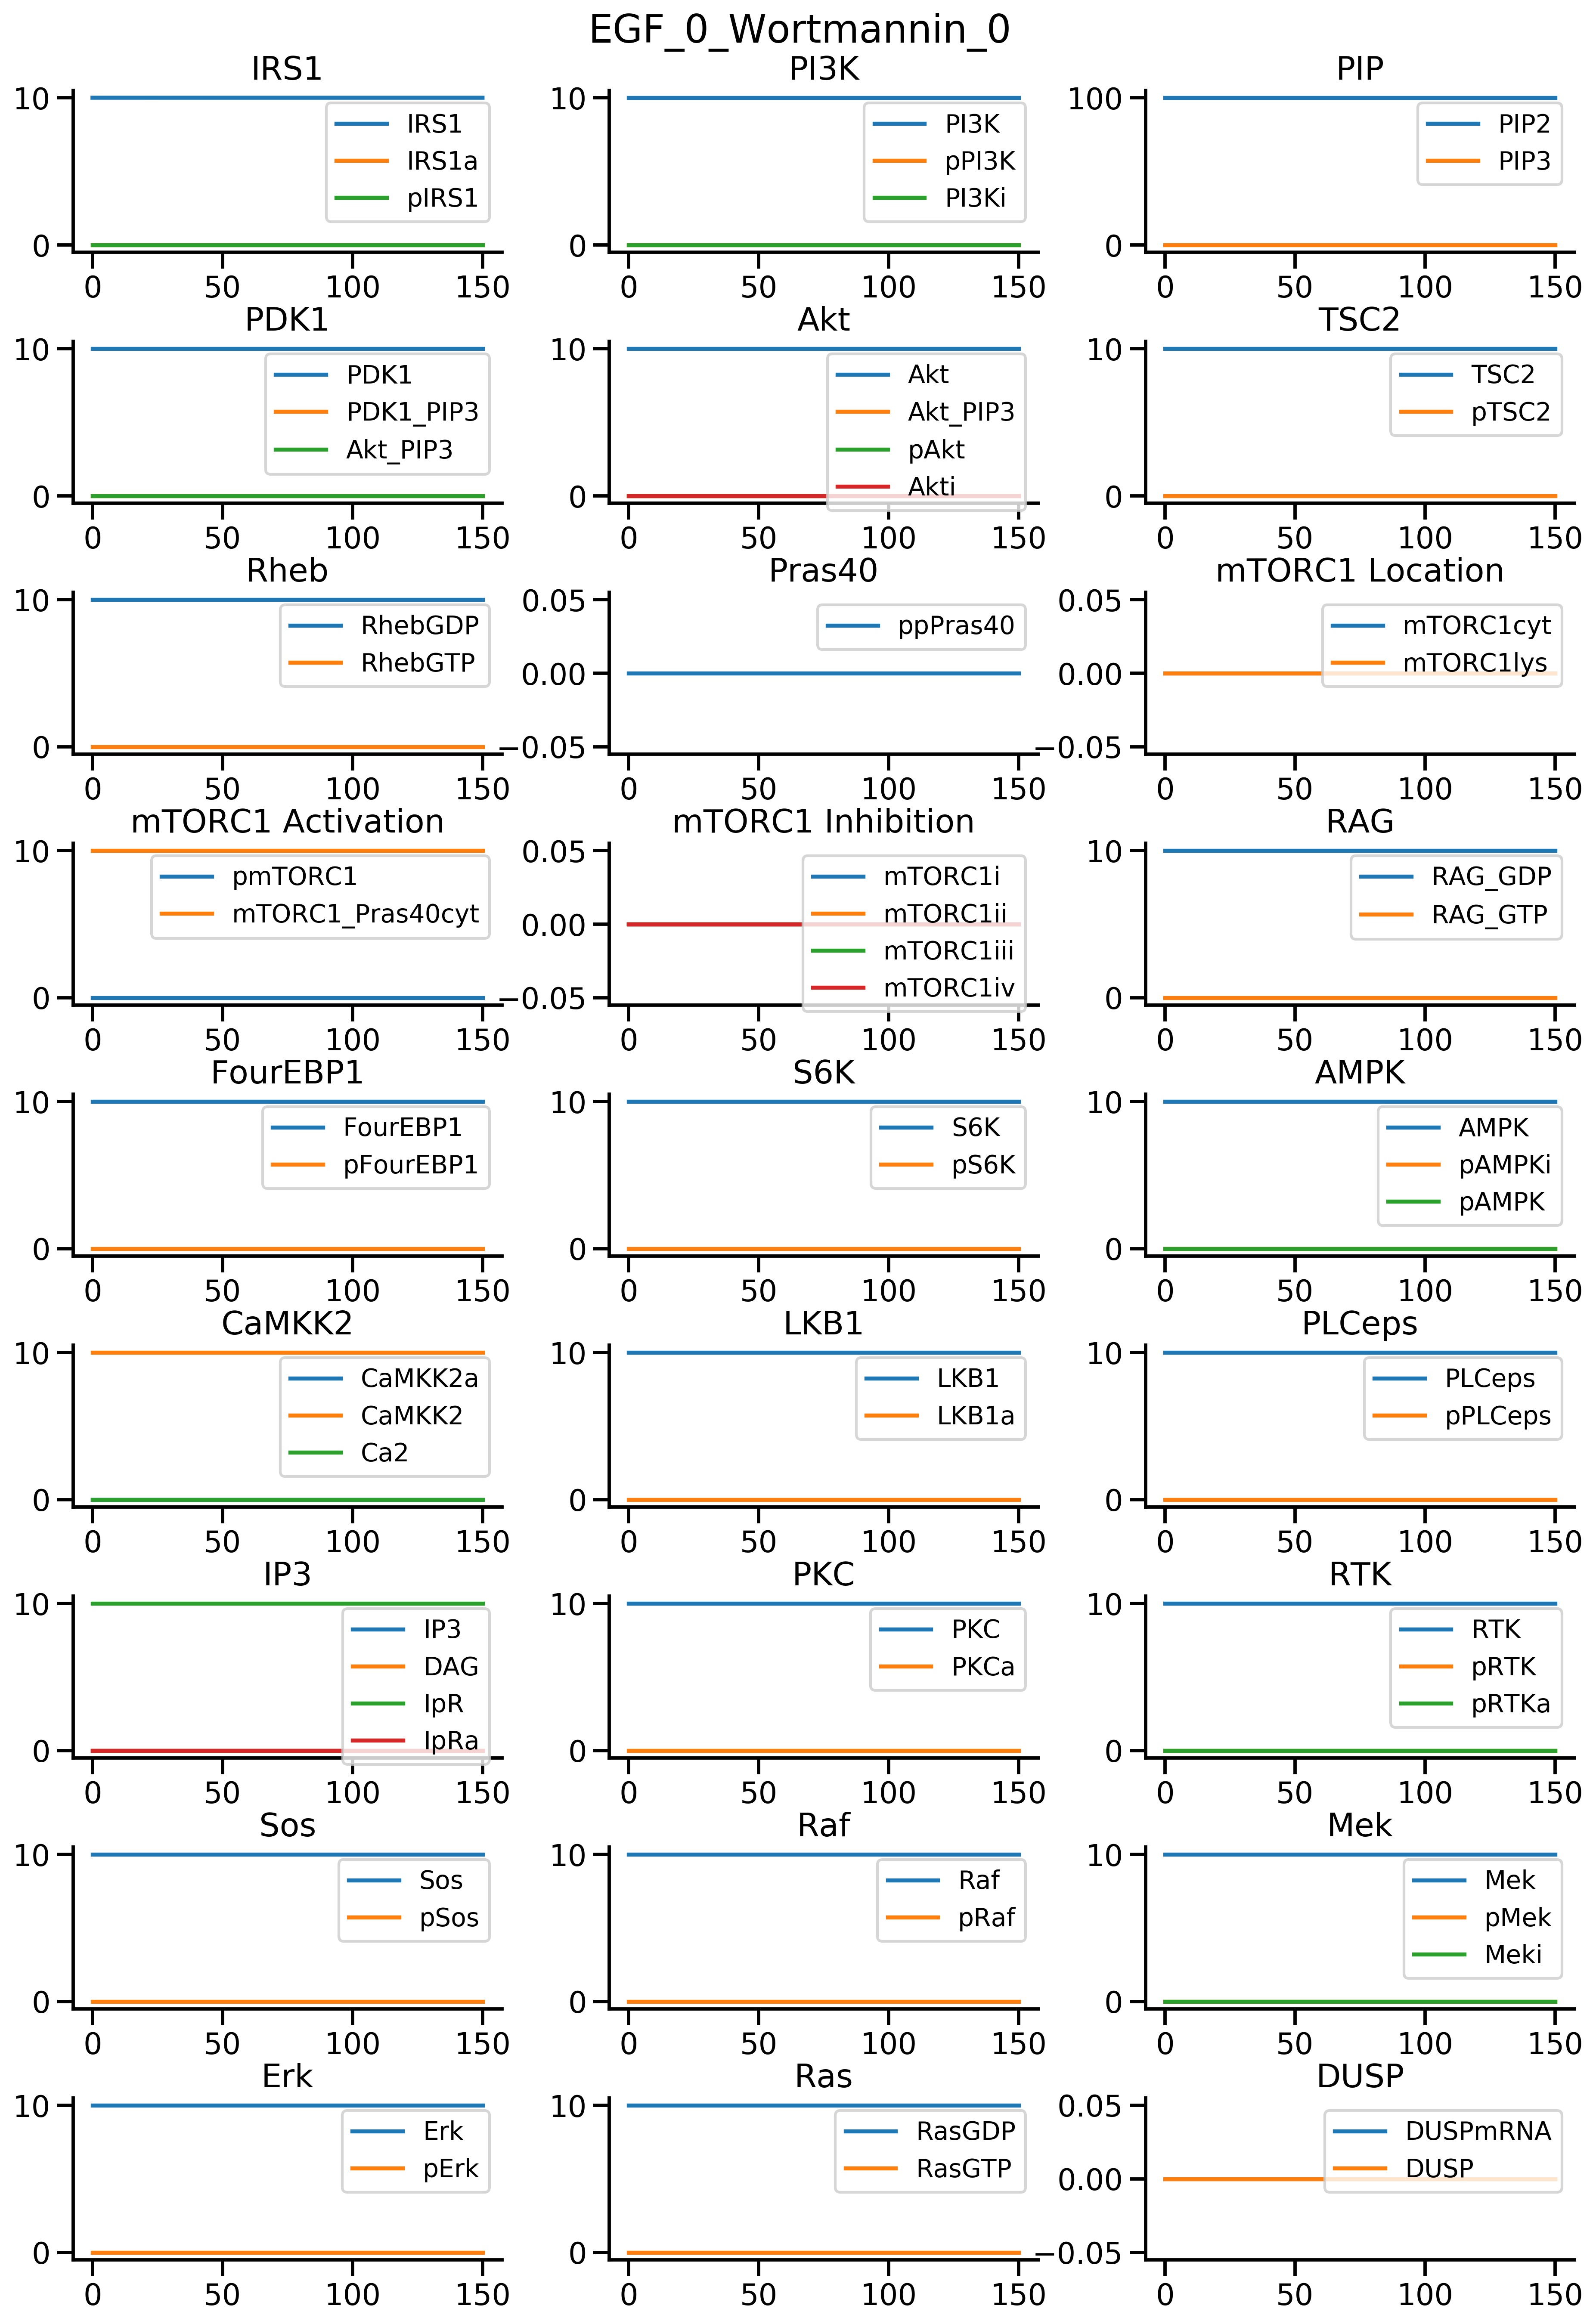 EGF_0_Wortmannin_0
IRS1
10
0
0 50 100 150
IRS1
IRS1a
pIRS1
PI3K
10
0
0 50 100 150
PI3K
pPI3K
PI3Ki
PIP
100
0
0 50 100 150
PIP2
PIP3
PDK1
10
0
0 50 100 150
PDK1
PDK1_PIP3
Akt_PIP3
Akt
10
0
0 50 100 150
Akt
Akt_PIP3
pAkt
Akti
TSC2
10
0
0 50 100 150
TSC2
pTSC2
Rheb
10
0
0 50 100 150
RhebGDP
RhebGTP
Pras40
0.05
0.00
−0.05
0 50 100 150
ppPras40
mTORC1 Location
0.05
0.00
−0.05
0 50 100 150
mTORC1cyt
mTORC1lys
mTORC1 Activation
10
0
0 50 100 150
pmTORC1
mTORC1_Pras40cyt
mTORC1 Inhibition
0.05
0.00
−0.05
0 50 100 150
mTORC1i
mTORC1ii
mTORC1iii
mTORC1iv
RAG
10
0
0 50 100 150
RAG_GDP
RAG_GTP
FourEBP1
10
0
0 50 100 150
FourEBP1
pFourEBP1
S6K
10
0
0 50 100 150
S6K
pS6K
AMPK
10
0
0 50 100 150
AMPK
pAMPKi
pAMPK
CaMKK2
10
0
0 50 100 150
CaMKK2a
CaMKK2
Ca2
LKB1
10
0
0 50 100 150
LKB1
LKB1a
PLCeps
10
0
0 50 100 150
PLCeps
pPLCeps
IP3
10
0
0 50 100 150
IP3
DAG
IpR
IpRa
PKC
10
0
0 50 100 150
PKC
PKCa
RTK
10
0
0 50 100 150
RTK
pRTK
pRTKa
Sos
10
0
0 50 100 150
Sos
pSos
Raf
10
0
0 50 100 150
Raf
pRaf
Mek
10
0
0 50 100 150
Mek
pMek
Meki
Erk
10
0
0 50 100 150
Erk
pErk
Ras
10
0
0 50 100 150
RasGDP
RasGTP
DUSP
0.05
0.00
−0.05
0 50 100 150
DUSPmRNA
DUSP